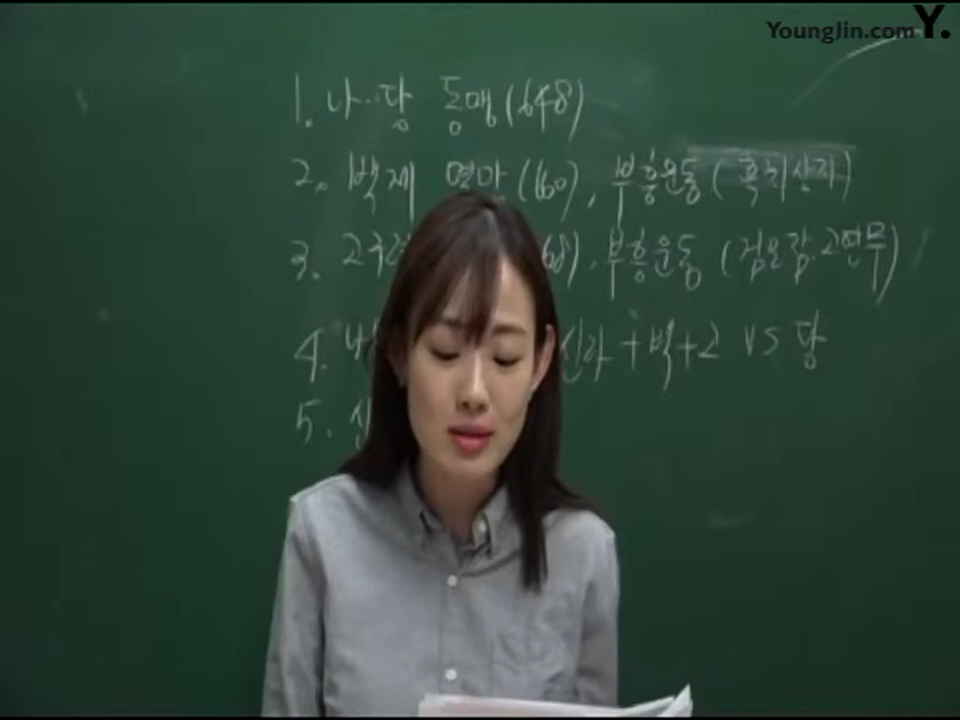 YoungJin.com Y.
1. 나·당 동맹(648)
2. 백제 멸망(660), 부흥운동(흑치상지)
3. 고구려 68), 부흥운동(검모잠, 고연무)
4. 신라+백+고 vs 당
5. 신